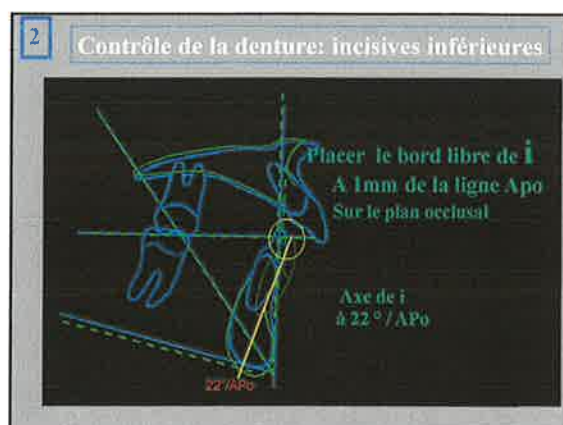 2
Contrôle de la denture: incisives inférieures
Placer le bord libre de i
A 1mm de la ligne Apo
Sur le plan occlusal
Axe de i
à 22 ° / APo
22°/APo